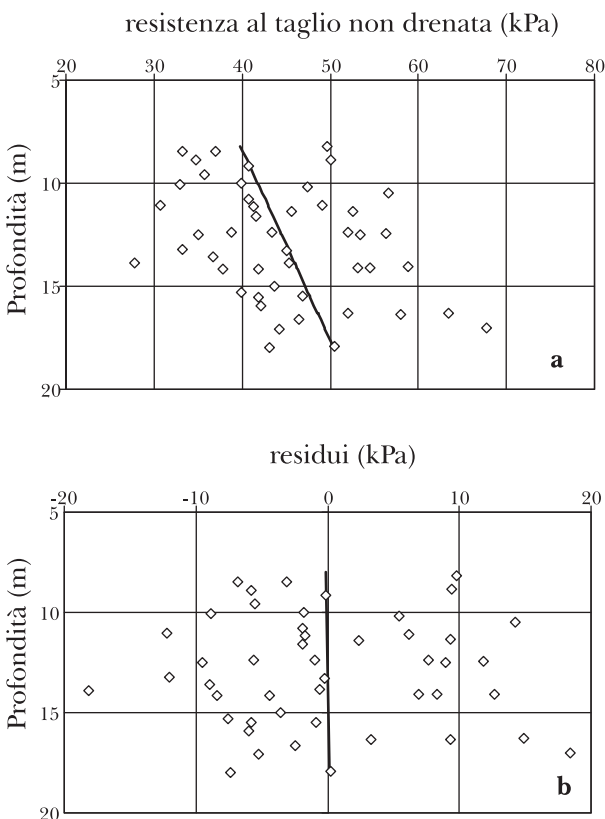 resistenza al taglio non drenata (kPa)
20 30 40 50 60 70 80
5
10
15
20
Profondità (m)
a
residui (kPa)
-20 -10 0 10 20
5
10
15
20
Profondità (m)
b